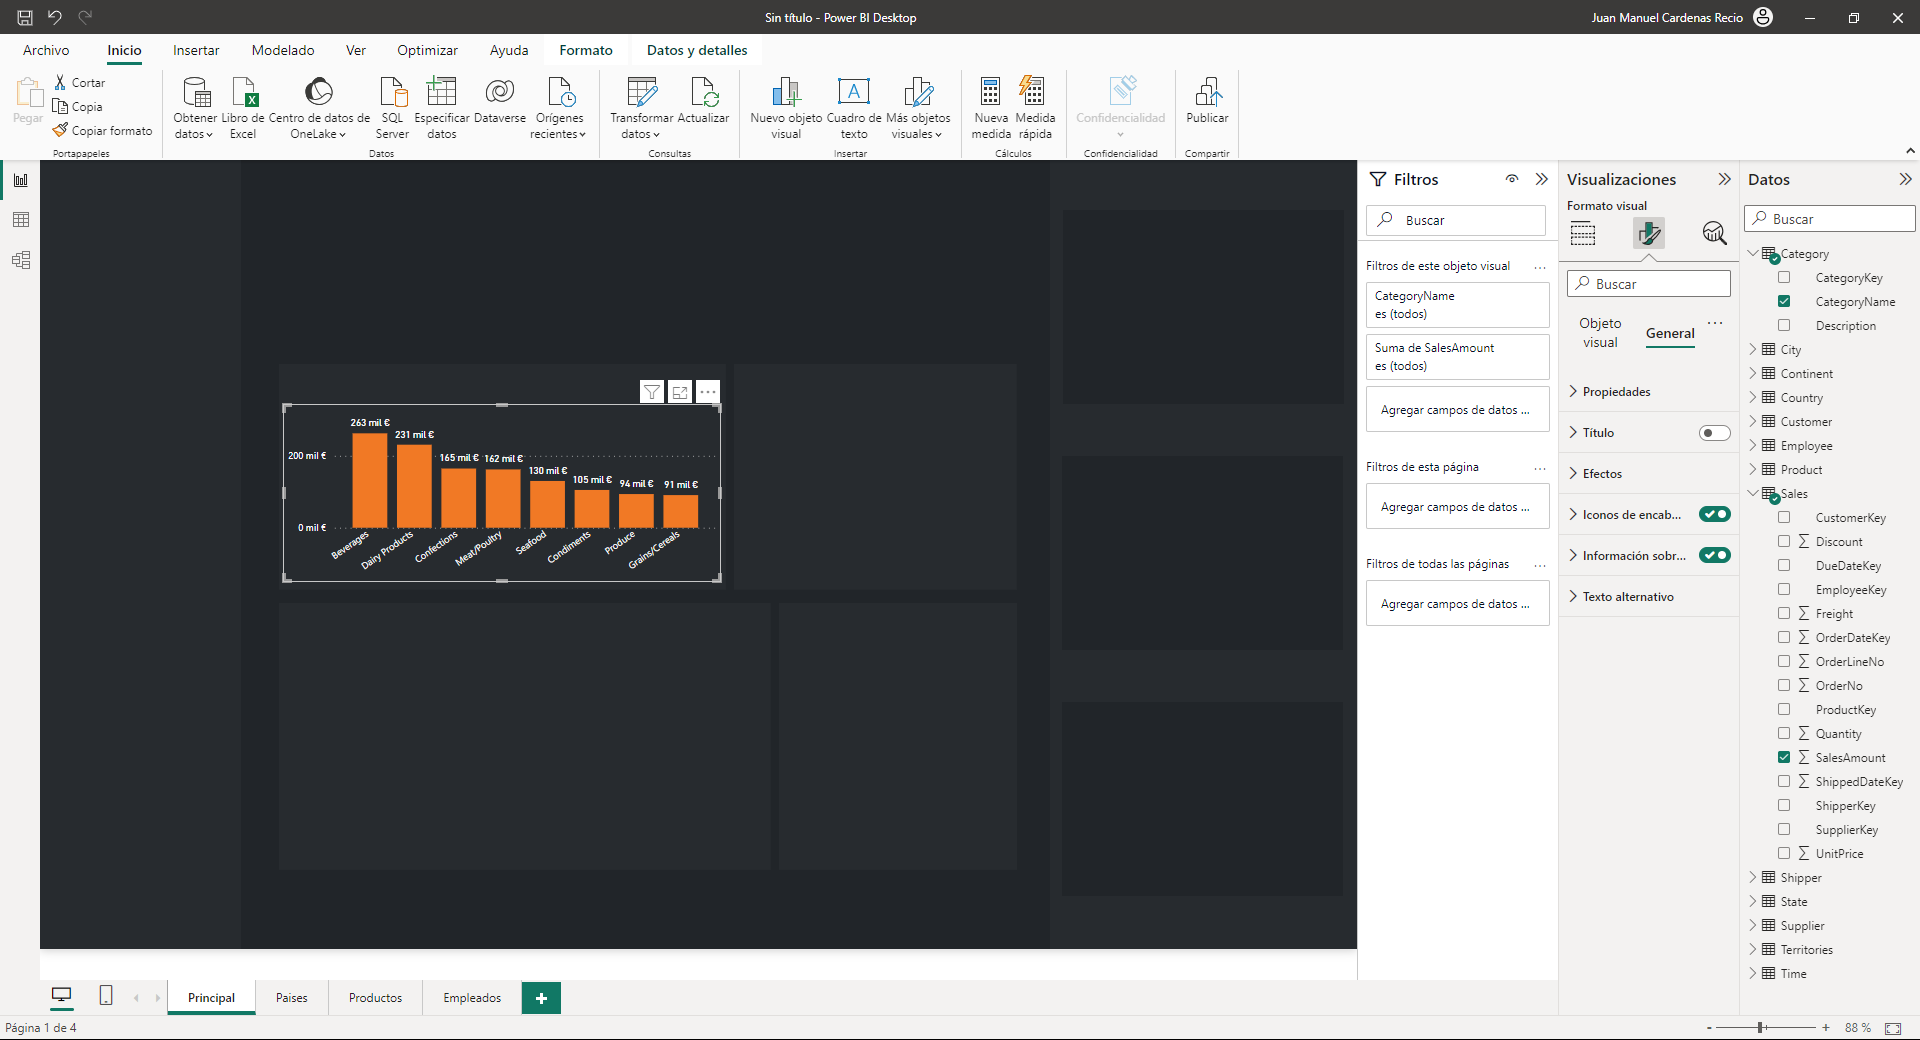 Sin título - Power BI Desktop
Juan Manuel Cardenas Recio
Archivo
Inicio
Insertar
Modelado
Ver
Optimizar
Ayuda
Formato
Datos y detalles
Pegar
Cortar
Copia
Copiar formato
Portapapeles
Obtener datos
Libro de Excel
Centro de datos de OneLake
SQL Server
Especificar datos
Dataverse
Orígenes recientes
Datos
Transformar datos
Actualizar
Consultas
Nuevo objeto visual
Cuadro de texto
Más objetos visuales
Insertar
Nueva medida
Medida rápida
Cálculos
Confidencialidad
Confidencialidad
Publicar
Compartir
263 mil €
231 mil €
165 mil €
162 mil €
130 mil €
105 mil €
94 mil €
91 mil €
200 mil €
0 mil €
Beverages
Dairy Products
Confections
Meat/Poultry
Seafood
Condiments
Produce
Grains/Cereals
Filtros
Buscar
Filtros de este objeto visual
...
CategoryName
es (todos)
Suma de SalesAmount
es (todos)
Agregar campos de datos ...
Filtros de esta página
...
Agregar campos de datos ...
Filtros de todas las páginas
...
Agregar campos de datos ...
Visualizaciones
Formato visual
Buscar
Objeto visual
General
...
Propiedades
Título
Efectos
Iconos de encab...
Información sobr...
Texto alternativo
Datos
Buscar
Category
CategoryKey
CategoryName
Description
City
Continent
Country
Customer
Employee
Product
Sales
CustomerKey
Discount
DueDateKey
EmployeeKey
Freight
OrderDateKey
OrderLineNo
OrderNo
ProductKey
Quantity
SalesAmount
ShippedDateKey
ShipperKey
SupplierKey
UnitPrice
Shipper
State
Supplier
Territories
Time
Principal
Paises
Productos
Empleados
+
Página 1 de 4
- + 88 %